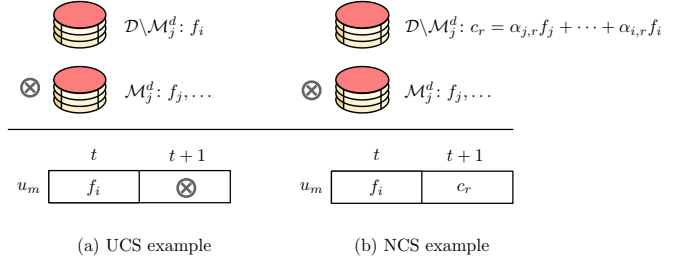 𝒟\ℳ_j^d: f_i
𝒟\ℳ_j^d: c_r = α_{j,r}f_j + ⋯ + α_{i,r}f_i
⊗ ℳ_j^d: f_j, …
⊗ ℳ_j^d: f_j, …
t t + 1
t t + 1
u_m f_i ⊗
u_m f_i c_r
(a) UCS example
(b) NCS example